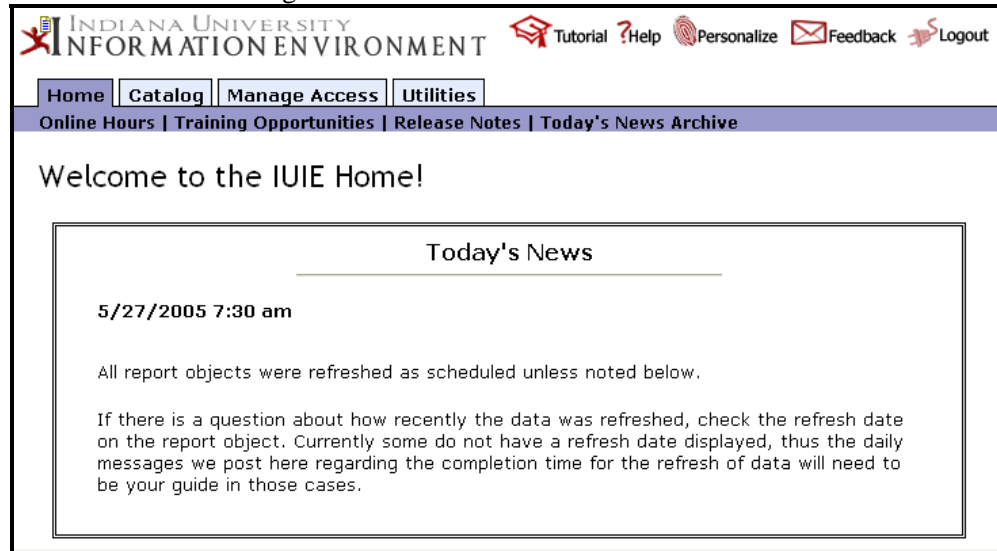 INDIANA UNIVERSITY
INFORMATION ENVIRONMENT
Tutorial ?Help Personalize Feedback Logout
Home Catalog Manage Access Utilities
Online Hours | Training Opportunities | Release Notes | Today's News Archive
Welcome to the IUIE Home!
Today's News
5/27/2005 7:30 am
All report objects were refreshed as scheduled unless noted below.
If there is a question about how recently the data was refreshed, check the refresh date
on the report object. Currently some do not have a refresh date displayed, thus the daily
messages we post here regarding the completion time for the refresh of data will need to
be your guide in those cases.